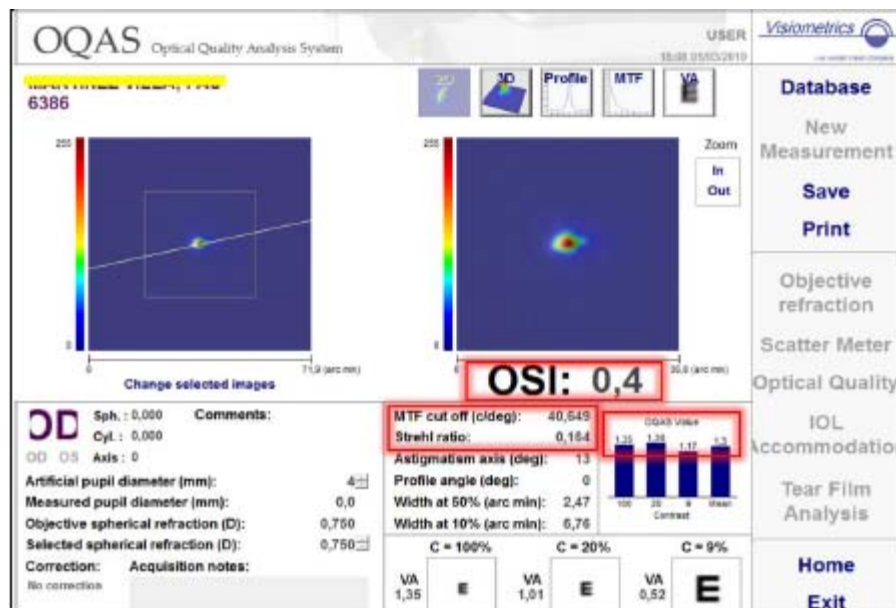 OQAS Optical Quality Analysis System
USER
Visiometrics
6386
3D
Profile
MTF
VA
E
Database
New
Measurement
Save
Print
Objective
refraction
Scatter Meter
Optical Quality
IOL
Accommodatio
Tear Film
Analysis
Home
Exit
Zoom
In
Out
255
0
0
71,9 (arc min)
Change selected images
255
0
0
(arc min)
OSI: 0,4
OD
OD OS
Sph. : 0,000
Cyl. : 0,000
Axis : 0
Comments:
Artificial pupil diameter (mm): 4
Measured pupil diameter (mm): 0,0
Objective spherical refraction (D): 0,750
Selected spherical refraction (D): 0,750
Correction: Acquisition notes:
No correction
MTF cut off (c/deg): 40,649
Strehl ratio: 0,164
Astigmatism axis (deg): 13
Profile angle (deg): 0
Width at 50% (arc min): 2,47
Width at 10% (arc min): 6,76
OQAS Value
1.35 1.17 1.3
100 20 9 Mean
Contrast
C = 100% C = 20% C = 9%
VA
1,35
E
VA
1,01
E
VA
0,52
E